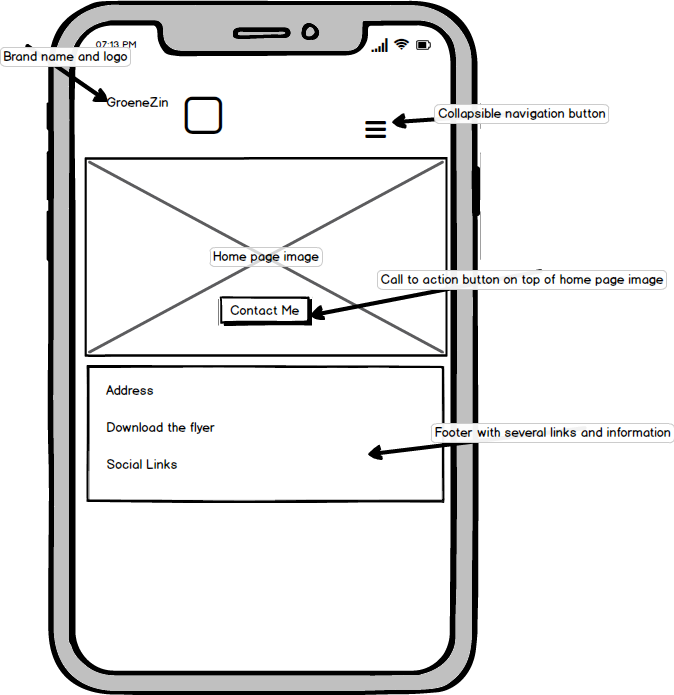 07:13 PM
Brand name and logo
GroeneZin
Collapsible navigation button
Home page image
Call to action button on top of home page image
Contact Me
Address
Download the flyer
Footer with several links and information
Social Links